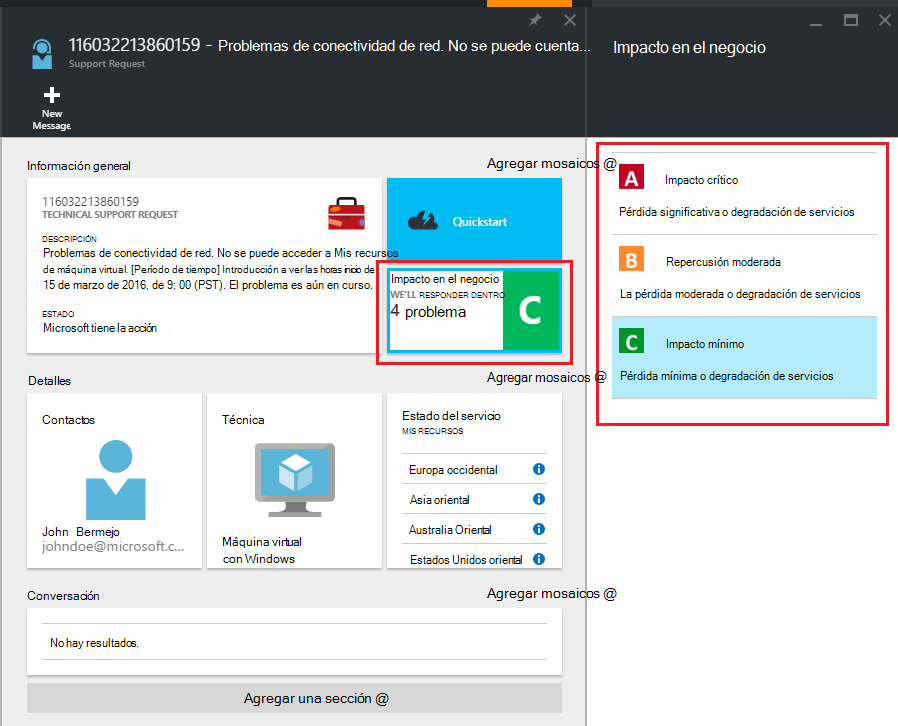 116032213860159 - Problemas de conectividad de red. No se puede cuenta...
Support Request
New
Message
Impacto en el negocio
Información general
Agregar mosaicos @
116032213860159
TECHNICAL SUPPORT REQUEST
DESCRIPCIÓN
Problemas de conectividad de red. No se puede acceder a Mis recursos
de máquina virtual. [Período de tiempo] Introducción a ver las horas inicio de
15 de marzo de 2016, de 9: 00 (PST). El problema es aún en curso.
ESTADO
Microsoft tiene la acción
Quickstart
Impacto en el negocio
WE'LL RESPONDER DENTRO
4 problema
C
Detalles
Agregar mosaicos @
Contactos
John Bermejo
johndoe@microsoft.c...
Técnica
Máquina virtual
con Windows
Estado del servicio
MIS RECURSOS
Europa occidental
Asia oriental
Australia Oriental
Estados Unidos oriental
Conversación
Agregar mosaicos @
No hay resultados.
Agregar una sección @
A Impacto crítico
Pérdida significativa o degradación de servicios
B Repercusión moderada
La pérdida moderada o degradación de servicios
C Impacto mínimo
Pérdida mínima o degradación de servicios